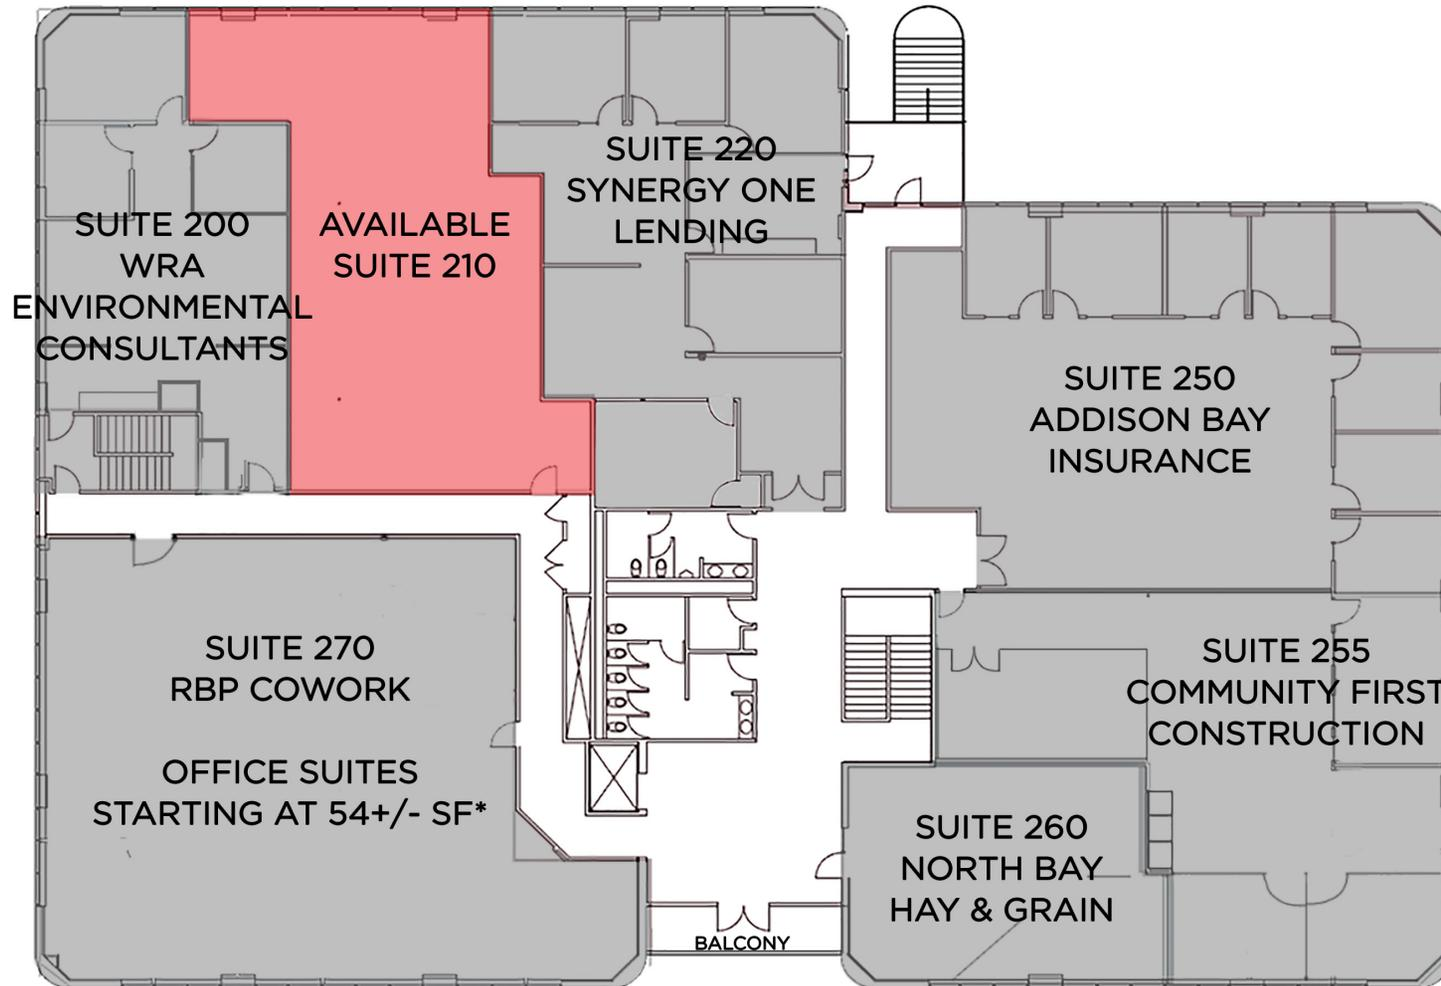 SUITE 200
WRA
ENVIRONMENTAL
CONSULTANTS
AVAILABLE
SUITE 210
SUITE 220
SYNERGY ONE
LENDING
SUITE 250
ADDISON BAY
INSURANCE
SUITE 270
RBP COWORK
OFFICE SUITES
STARTING AT 54+/- SF*
SUITE 255
COMMUNITY FIRST
CONSTRUCTION
SUITE 260
NORTH BAY
HAY & GRAIN
BALCONY